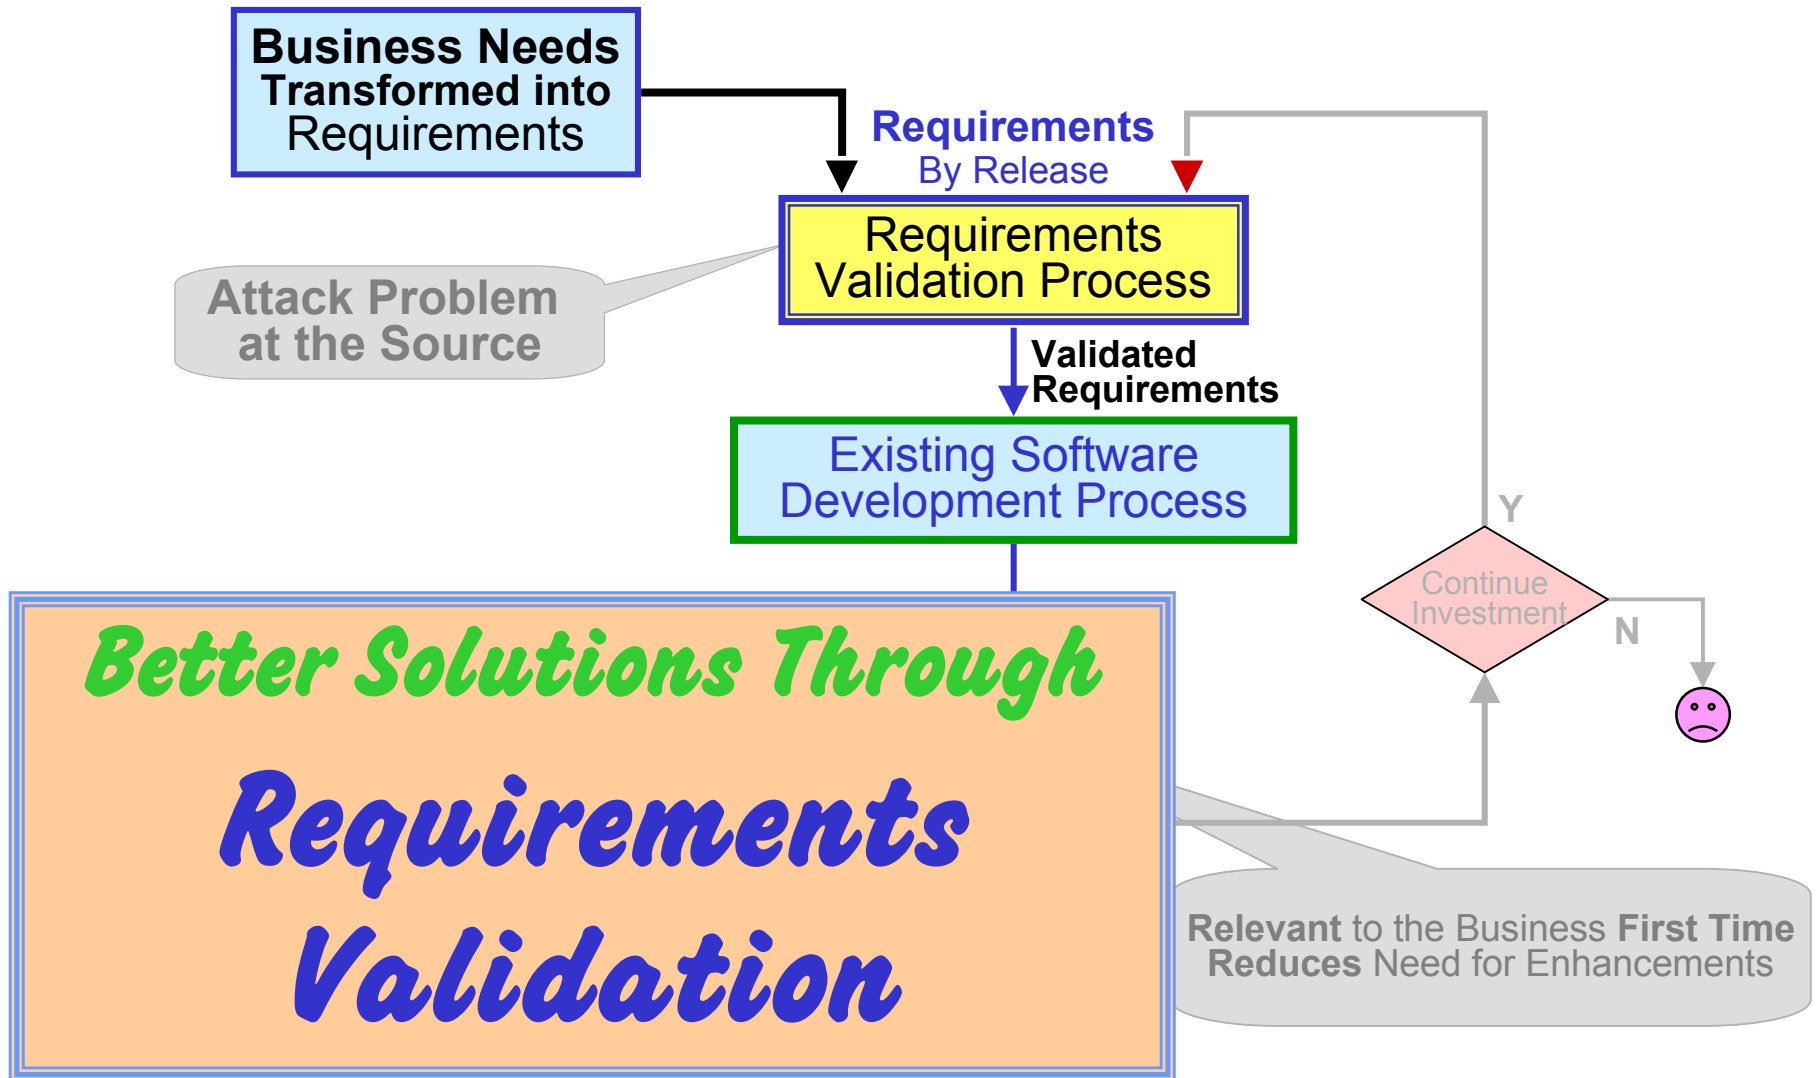 Business Needs
Transformed into
Requirements
Requirements
By Release
Requirements
Validation Process
Attack Problem
at the Source
Validated
Requirements
Existing Software
Development Process
Y
Continue
Investment
N
Better Solutions Through
Requirements
Validation
Relevant to the Business First Time
Reduces Need for Enhancements